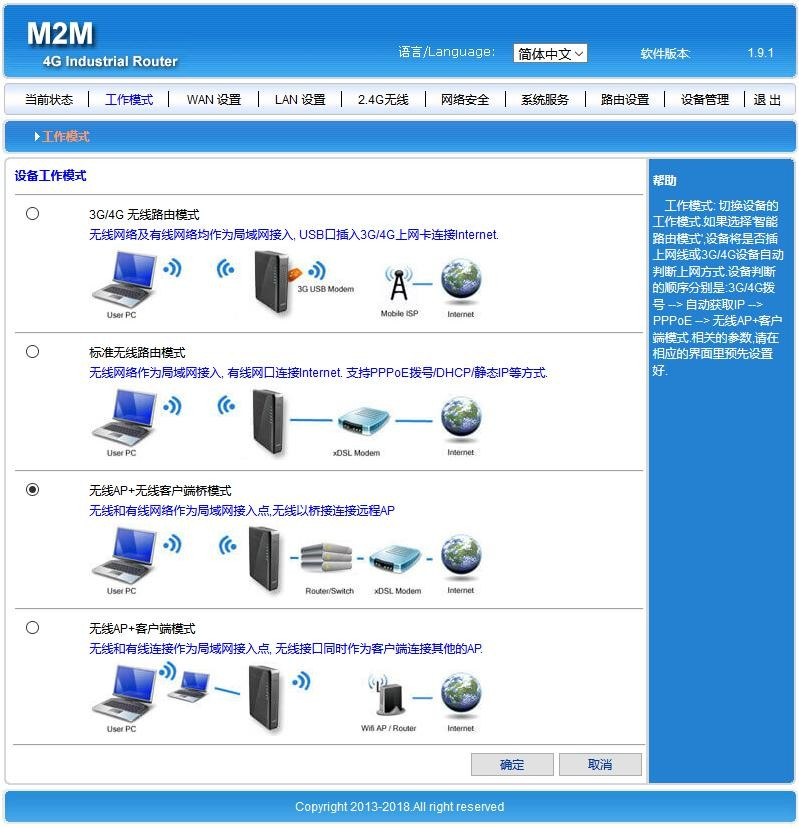 M2M
4G Industrial Router
语言/Language: 简体中文 软件版本: 1.9.1
当前状态 工作模式 WAN 设置 LAN 设置 2.4G无线 网络安全 系统服务 路由设置 设备管理 退 出
工作模式
设备工作模式
3G/4G 无线路由模式
无线网络及有线网络均作为局域网接入, USB口插入3G/4G上网卡连接Internet.
3G USB Modem
User PC Mobile ISP Internet
标准无线路由模式
无线网络作为局域网接入, 有线网口连接Internet. 支持PPPoE拨号/DHCP/静态IP等方式.
User PC xDSL Modem Internet
无线AP+无线客户端桥模式
无线和有线网络作为局域网接入点,无线以桥接连接远程AP
User PC Router/Switch xDSL Modem Internet
无线AP+客户端模式
无线和有线连接作为局域网接入点, 无线接口同时作为客户端连接其他的AP.
User PC Wifi AP / Router Internet
确定 取消
帮助
工作模式: 切换设备的
工作模式.如果选择'智能
路由模式',设备将是否插
上网线或3G/4G设备自动
判断上网方式.设备判断
的顺序分别是:3G/4G拨
号 --> 自动获取IP -->
PPPoE --> 无线AP+客户
端模式.相关的参数,请在
相应的界面里预先设置
好.
Copyright 2013-2018.All right reserved